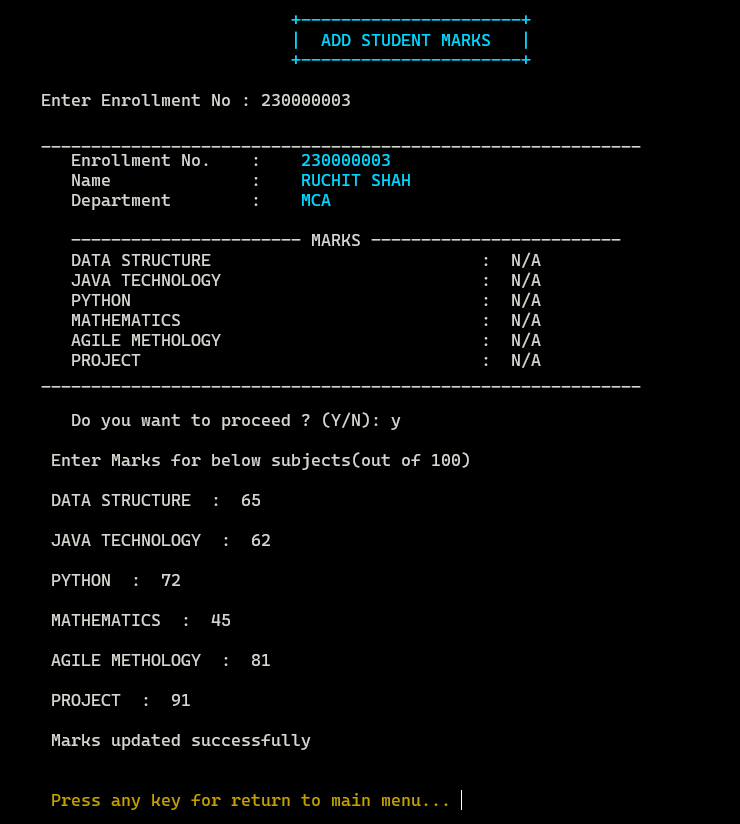 ADD STUDENT MARKS
Enter Enrollment No : 230000003
Enrollment No. : 230000003
Name : RUCHIT SHAH
Department : MCA
----------------------- MARKS -------------------------
DATA STRUCTURE : N/A
JAVA TECHNOLOGY : N/A
PYTHON : N/A
MATHEMATICS : N/A
AGILE METHOLOGY : N/A
PROJECT : N/A
Do you want to proceed ? (Y/N): y
Enter Marks for below subjects(out of 100)
DATA STRUCTURE : 65
JAVA TECHNOLOGY : 62
PYTHON : 72
MATHEMATICS : 45
AGILE METHOLOGY : 81
PROJECT : 91
Marks updated successfully
Press any key for return to main menu...